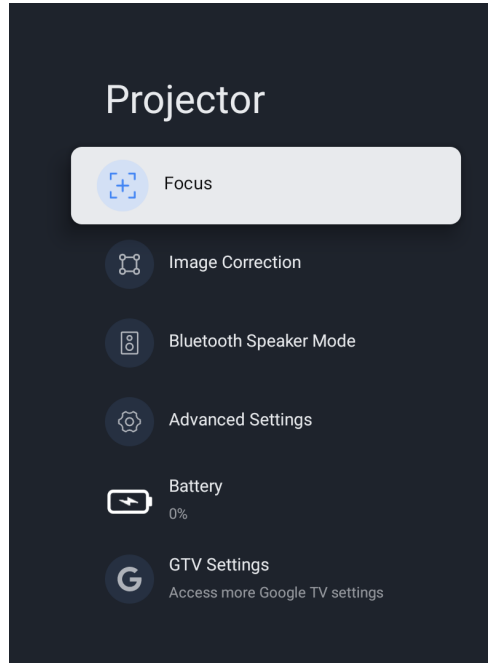 Projector
Focus
Image Correction
Bluetooth Speaker Mode
Advanced Settings
Battery
0%
GTV Settings
G
Access more Google TV settings